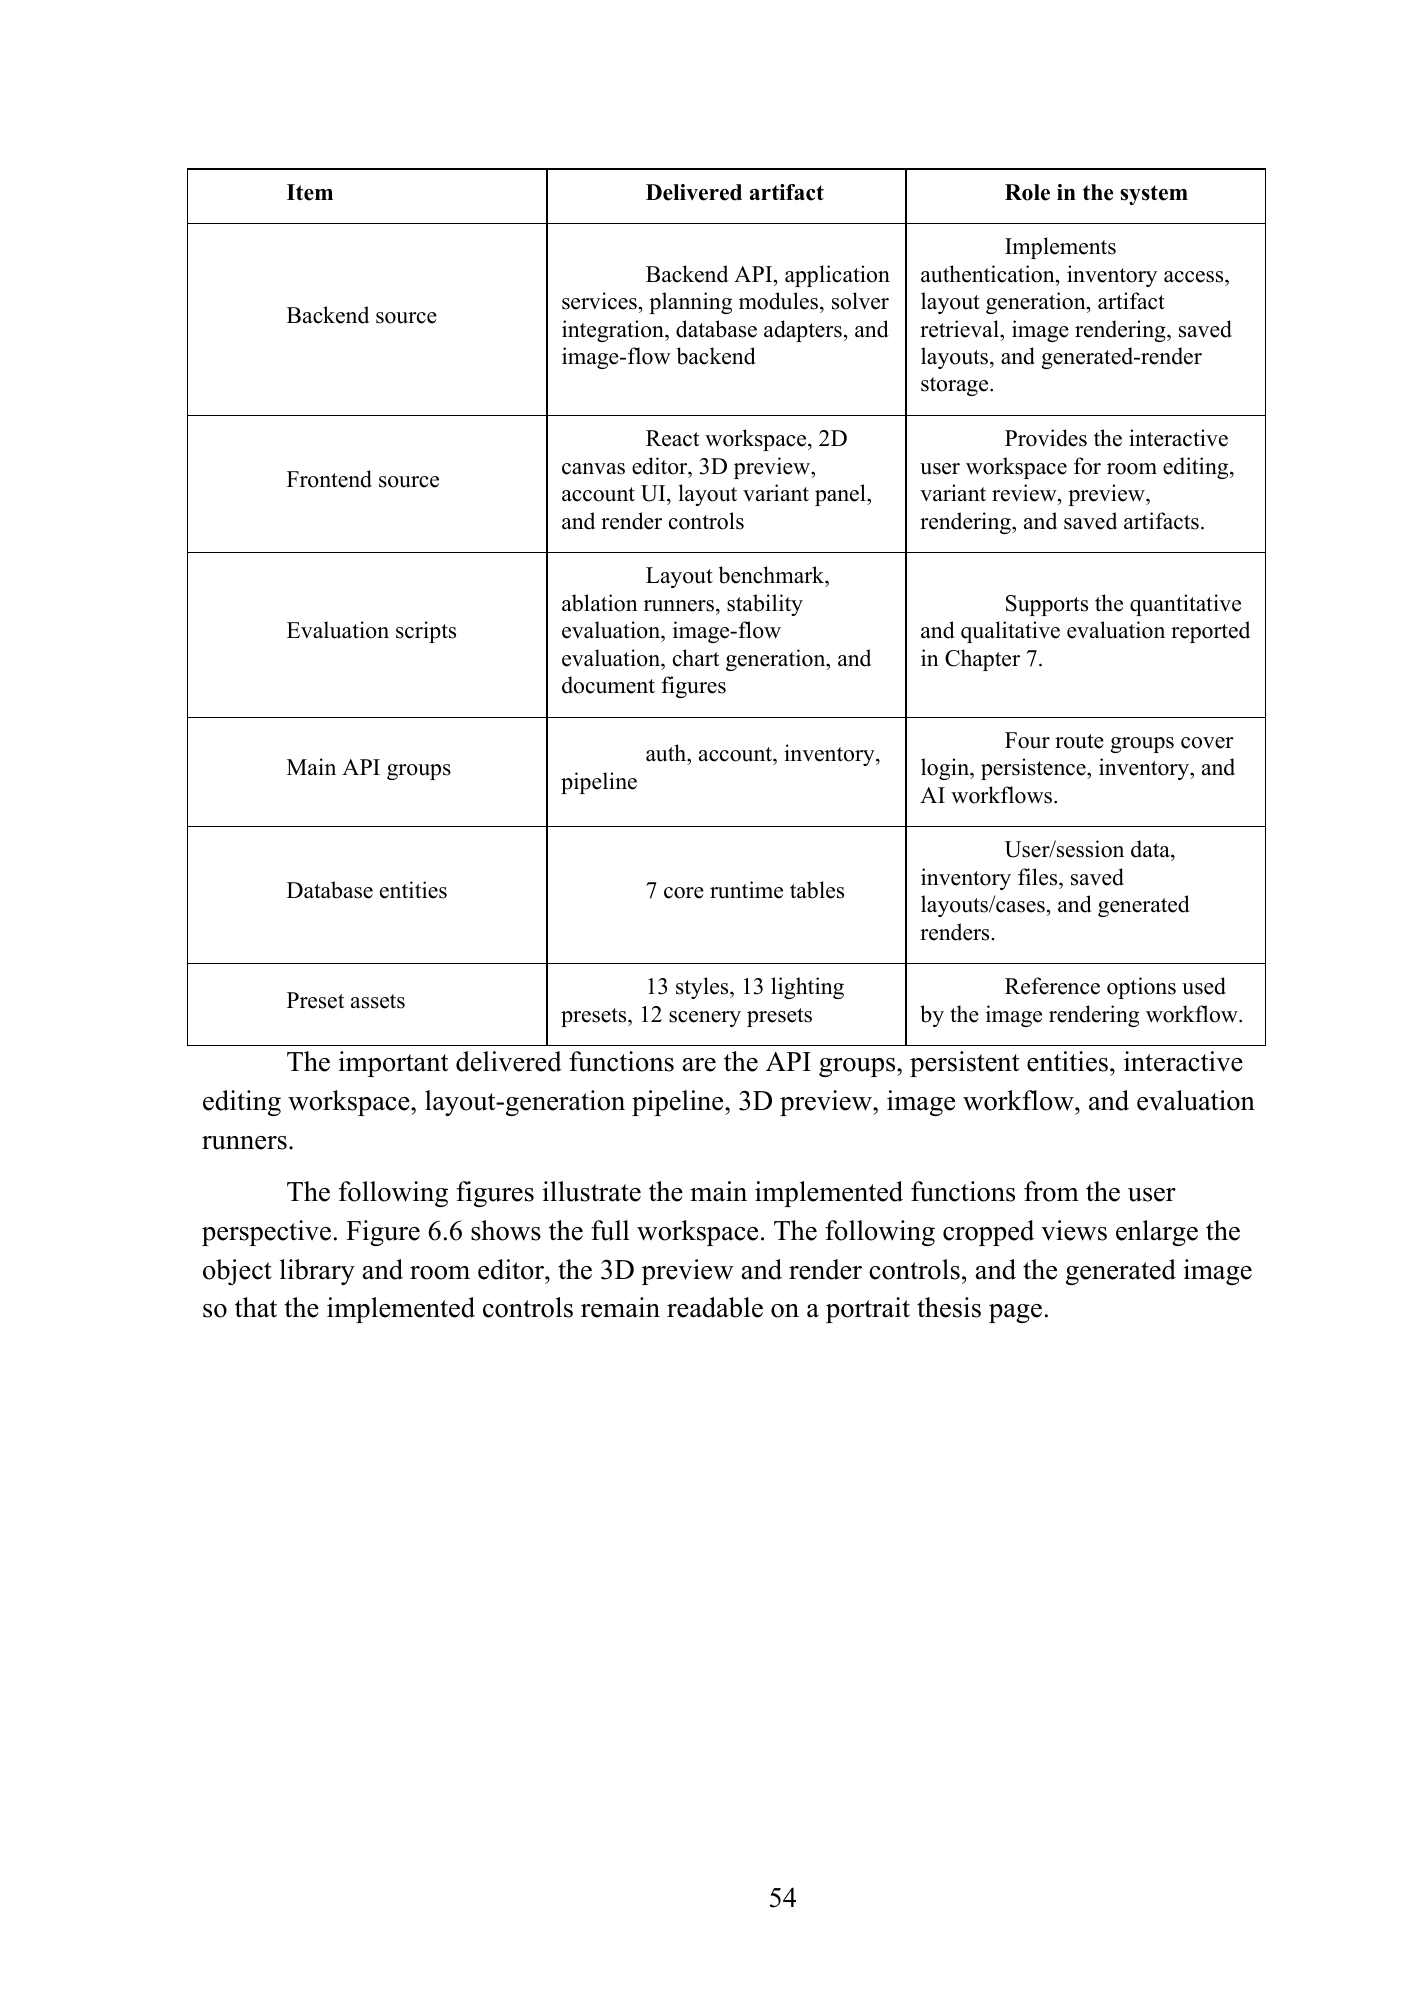 Item
Delivered artifact
Role in the system
Backend source
Backend API, application
services, planning modules, solver
integration, database adapters, and
image-flow backend
Implements
authentication, inventory access,
layout generation, artifact
retrieval, image rendering, saved
layouts, and generated-render
storage.
Frontend source
React workspace, 2D
canvas editor, 3D preview,
account UI, layout variant panel,
and render controls
Provides the interactive
user workspace for room editing,
variant review, preview,
rendering, and saved artifacts.
Evaluation scripts
Layout benchmark,
ablation runners, stability
evaluation, image-flow
evaluation, chart generation, and
document figures
Supports the quantitative
and qualitative evaluation reported
in Chapter 7.
Main API groups
auth, account, inventory,
pipeline
Four route groups cover
login, persistence, inventory, and
AI workflows.
Database entities
7 core runtime tables
User/session data,
inventory files, saved
layouts/cases, and generated
renders.
Preset assets
13 styles, 13 lighting
presets, 12 scenery presets
Reference options used
by the image rendering workflow.
The important delivered functions are the API groups, persistent entities, interactive
editing workspace, layout-generation pipeline, 3D preview, image workflow, and evaluation
runners.
The following figures illustrate the main implemented functions from the user
perspective. Figure 6.6 shows the full workspace. The following cropped views enlarge the
object library and room editor, the 3D preview and render controls, and the generated image
so that the implemented controls remain readable on a portrait thesis page.
54